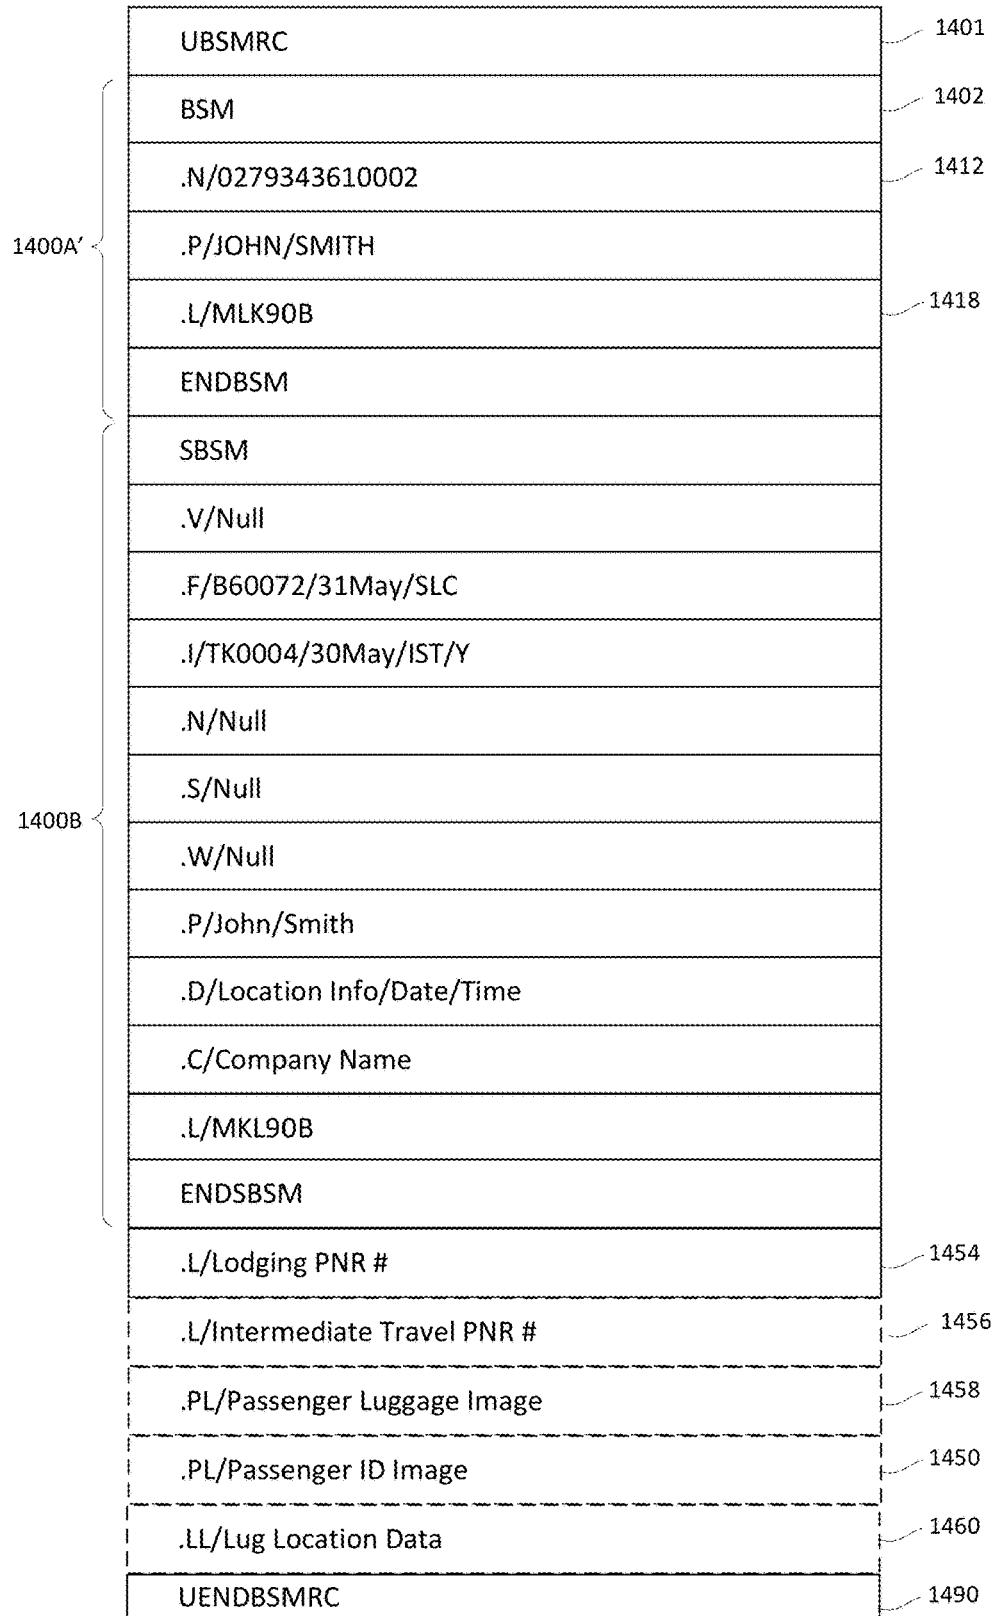 UBSMRC 1401
BSM 1402
.N/0279343610002 1412
1400A' .P/JOHN/SMITH
.L/MLK90B 1418
ENDBSM
SBSM
.V/Null
.F/B60072/31May/SLC
.I/TK0004/30May/IST/Y
.N/Null
.S/Null
1400B .W/Null
.P/John/Smith
.D/Location Info/Date/Time
.C/Company Name
.L/MKL90B
ENDSBSM
.L/Lodging PNR # 1454
.L/Intermediate Travel PNR # 1456
.PL/Passenger Luggage Image 1458
.PL/Passenger ID Image 1450
.LL/Lug Location Data 1460
UENDBSMRC 1490